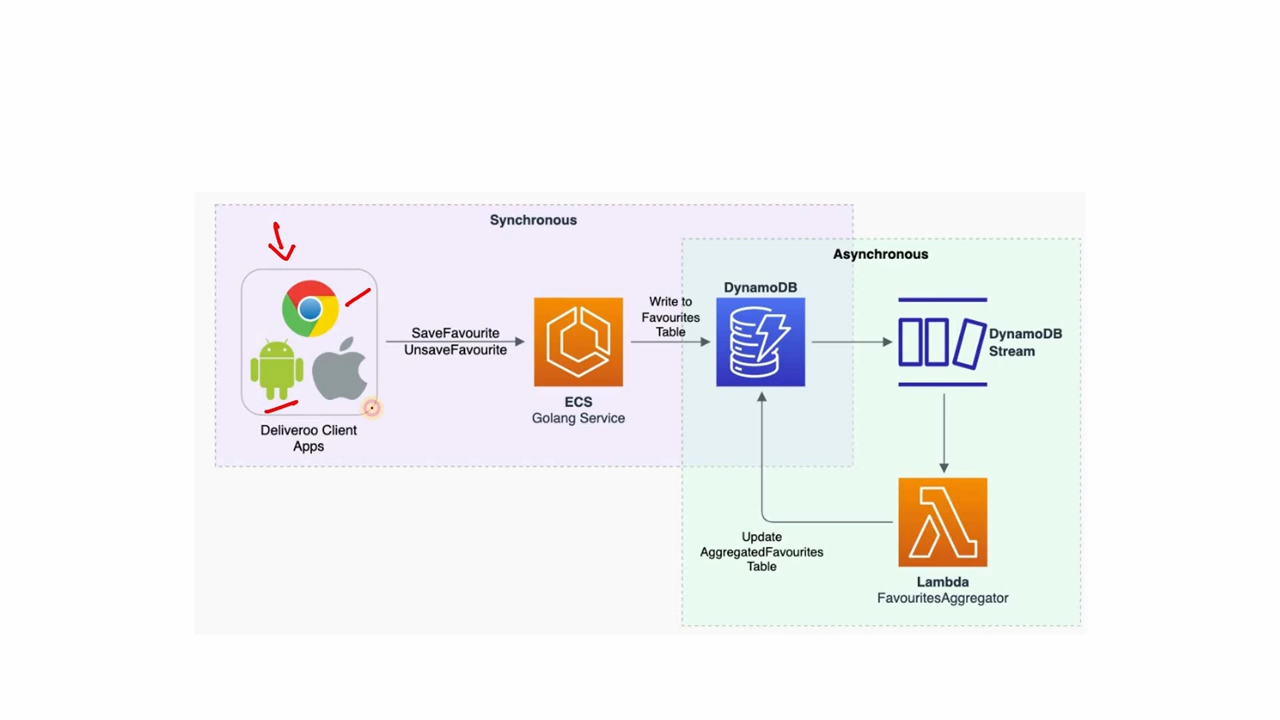 Synchronous
Asynchronous
SaveFavourite
UnsaveFavourite
Write to
Favourites
Table
DynamoDB
DynamoDB
Stream
ECS
Golang Service
Deliveroo Client
Apps
Update
AggregatedFavourites
Table
Lambda
FavouritesAggregator